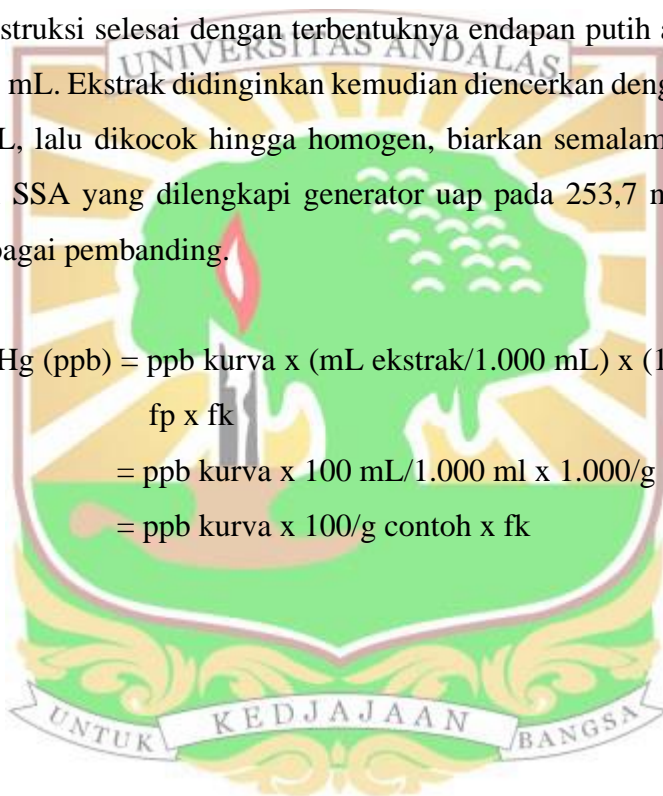 struksi selesai dengan terbentuknya endapan putih a
UNIVERSITAS ANDALAS
mL. Ekstrak didinginkan kemudian diencerkan deng
L, lalu dikocok hingga homogen, biarkan semalam
SSA yang dilengkapi generator uap pada 253,7 n
bagai pembanding.
Hg (ppb) = ppb kurva x (mL ekstrak/1.000 mL) x (1
fp x fk
= ppb kurva x 100 mL/1.000 ml x 1.000/g
= ppb kurva x 100/g contoh x fk
UNTUK KEDJAJAAN BANGSA